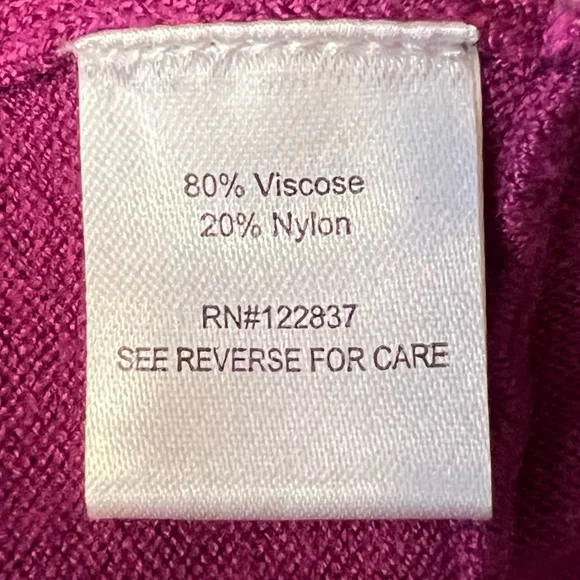 80% Viscose
20% Nylon
RN#122837
SEE REVERSE FOR CARE